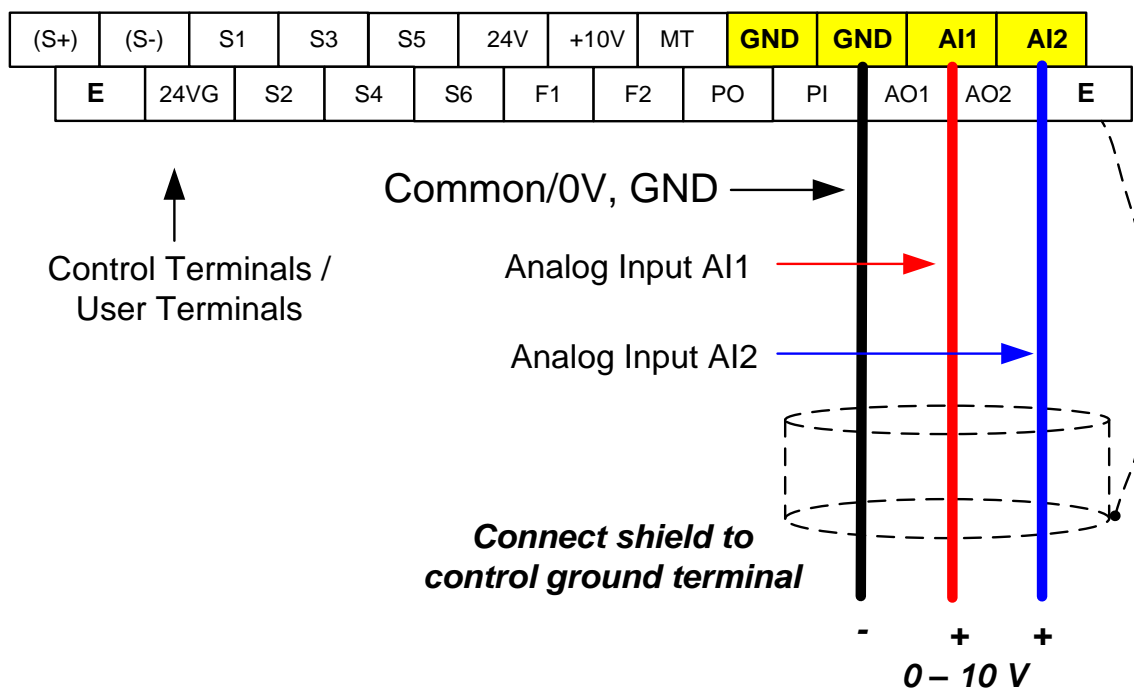 (S+) (S-) S1 S3 S5 24V +10V MT GND GND AI1 AI2
E 24VG S2 S4 S6 F1 F2 PO PI AO1 AO2 E
Common/0V, GND
Control Terminals /
User Terminals
Analog Input AI1
Analog Input AI2
Connect shield to
control ground terminal
- + +
0 – 10 V